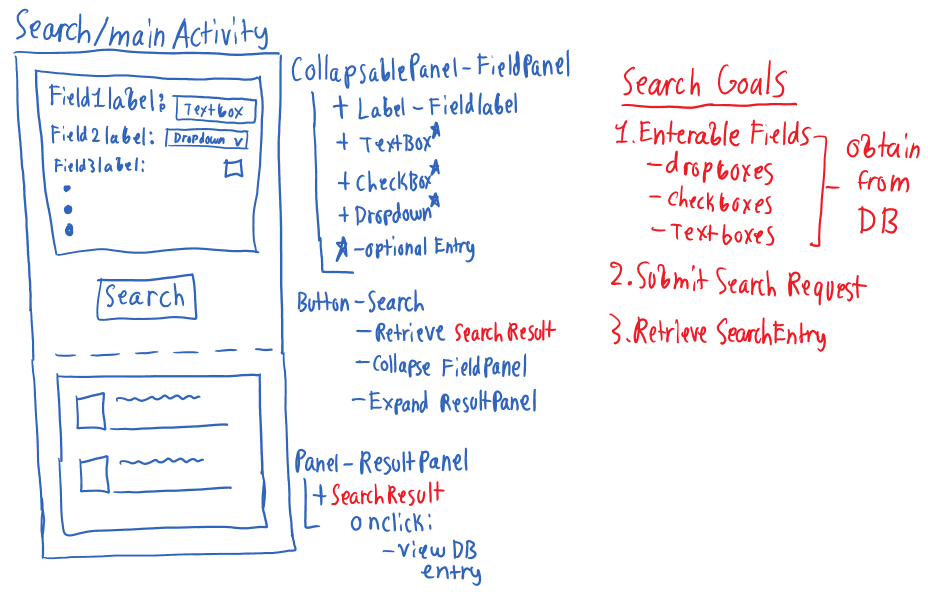 Search/main Activity
Field1label:
Textbox
Field2label:
Dropdown v
Field3label:
Search
CollapsablePanel-FieldPanel
+ Label - Fieldlabel
+ TextBox*
+ CheckBox*
+ Dropdown*
* - optional Entry
Button - Search
- Retrieve SearchResult
- Collapse FieldPanel
- Expand ResultPanel
Panel - ResultPanel
+ SearchResult
onclick:
- view DB
entry
Search Goals
1. Enterable Fields
- dropboxes
- checkboxes
- Textboxes
obtain
from
DB
2. Submit Search Request
3. Retrieve SearchEntry